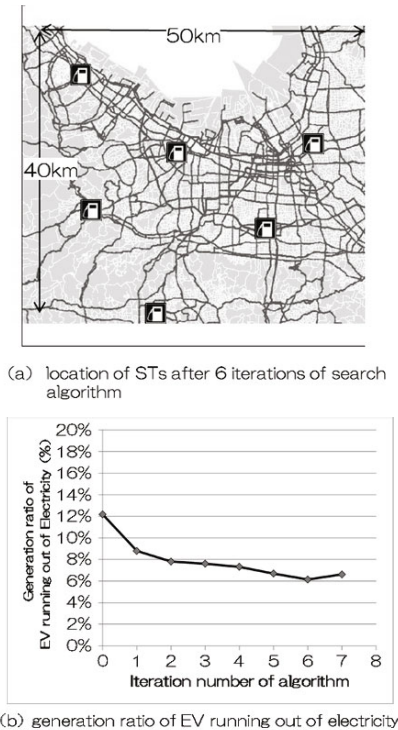 50km
40km
(a) location of STs after 6 iterations of search
algorithm
20%
18%
16%
14%
12%
10%
8%
6%
4%
2%
0%
0 1 2 3 4 5 6 7 8
Generation ratio of
EV running out of Electricity (%)
Iteration number of algorithm
(b) generation ratio of EV running out of electricity